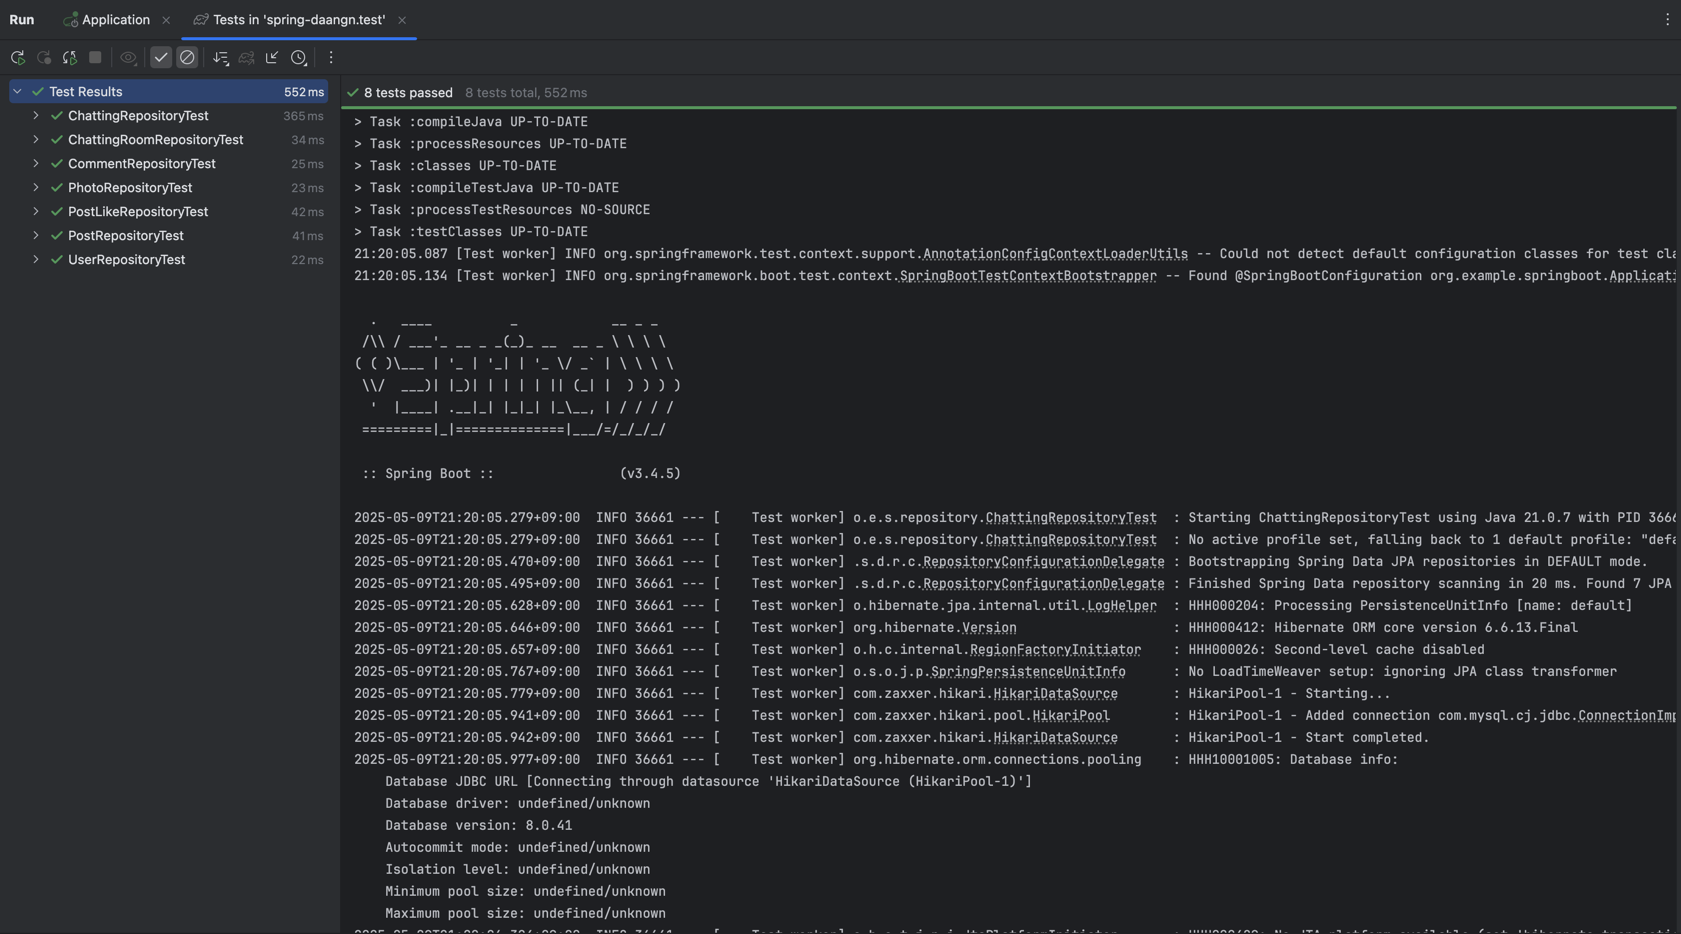 Run
Application
Tests in 'spring-daangn.test'
Test Results 552 ms
ChattingRepositoryTest 365 ms
ChattingRoomRepositoryTest 34 ms
CommentRepositoryTest 25 ms
PhotoRepositoryTest 23 ms
PostLikeRepositoryTest 42 ms
PostRepositoryTest 41 ms
UserRepositoryTest 22 ms
8 tests passed 8 tests total, 552 ms
> Task :compileJava UP-TO-DATE
> Task :processResources UP-TO-DATE
> Task :classes UP-TO-DATE
> Task :compileTestJava UP-TO-DATE
> Task :processTestResources NO-SOURCE
> Task :testClasses UP-TO-DATE
21:20:05.087 [Test worker] INFO org.springframework.test.context.support.AnnotationConfigContextLoaderUtils -- Could not detect default configuration classes for test cla
21:20:05.134 [Test worker] INFO org.springframework.boot.test.context.SpringBootTestContextBootstrapper -- Found @SpringBootConfiguration org.example.springboot.Applicati
  .   ____          _            __ _ _
 /\\ / ___'_ __ _ _(_)_ __  __ _ \ \ \ \
( ( )\___ | '_ | '_| | '_ \/ _` | \ \ \ \
 \\/  ___)| |_)| | | | | || (_| |  ) ) ) )
  '  |____| .__|_| |_|_| |_\__, | / / / /
 =========|_|==============|___/=/_/_/_/
 :: Spring Boot ::                (v3.4.5)
2025-05-09T21:20:05.279+09:00  INFO 36661 --- [    Test worker] o.e.s.repository.ChattingRepositoryTest  : Starting ChattingRepositoryTest using Java 21.0.7 with PID 3666
2025-05-09T21:20:05.279+09:00  INFO 36661 --- [    Test worker] o.e.s.repository.ChattingRepositoryTest  : No active profile set, falling back to 1 default profile: "defa
2025-05-09T21:20:05.470+09:00  INFO 36661 --- [    Test worker] .s.d.r.c.RepositoryConfigurationDelegate : Bootstrapping Spring Data JPA repositories in DEFAULT mode.
2025-05-09T21:20:05.495+09:00  INFO 36661 --- [    Test worker] .s.d.r.c.RepositoryConfigurationDelegate : Finished Spring Data repository scanning in 20 ms. Found 7 JPA
2025-05-09T21:20:05.628+09:00  INFO 36661 --- [    Test worker] o.hibernate.jpa.internal.util.LogHelper  : HHH000204: Processing PersistenceUnitInfo [name: default]
2025-05-09T21:20:05.646+09:00  INFO 36661 --- [    Test worker] org.hibernate.Version                    : HHH000412: Hibernate ORM core version 6.6.13.Final
2025-05-09T21:20:05.657+09:00  INFO 36661 --- [    Test worker] o.h.c.internal.RegionFactoryInitiator    : HHH000026: Second-level cache disabled
2025-05-09T21:20:05.767+09:00  INFO 36661 --- [    Test worker] o.s.o.j.p.SpringPersistenceUnitInfo      : No LoadTimeWeaver setup: ignoring JPA class transformer
2025-05-09T21:20:05.779+09:00  INFO 36661 --- [    Test worker] com.zaxxer.hikari.HikariDataSource       : HikariPool-1 - Starting...
2025-05-09T21:20:05.941+09:00  INFO 36661 --- [    Test worker] com.zaxxer.hikari.pool.HikariPool        : HikariPool-1 - Added connection com.mysql.cj.jdbc.ConnectionImp
2025-05-09T21:20:05.942+09:00  INFO 36661 --- [    Test worker] com.zaxxer.hikari.HikariDataSource       : HikariPool-1 - Start completed.
2025-05-09T21:20:05.977+09:00  INFO 36661 --- [    Test worker] org.hibernate.orm.connections.pooling    : HHH10001005: Database info:
Database JDBC URL [Connecting through datasource 'HikariDataSource (HikariPool-1)']
Database driver: undefined/unknown
Database version: 8.0.41
Autocommit mode: undefined/unknown
Isolation level: undefined/unknown
Minimum pool size: undefined/unknown
Maximum pool size: undefined/unknown